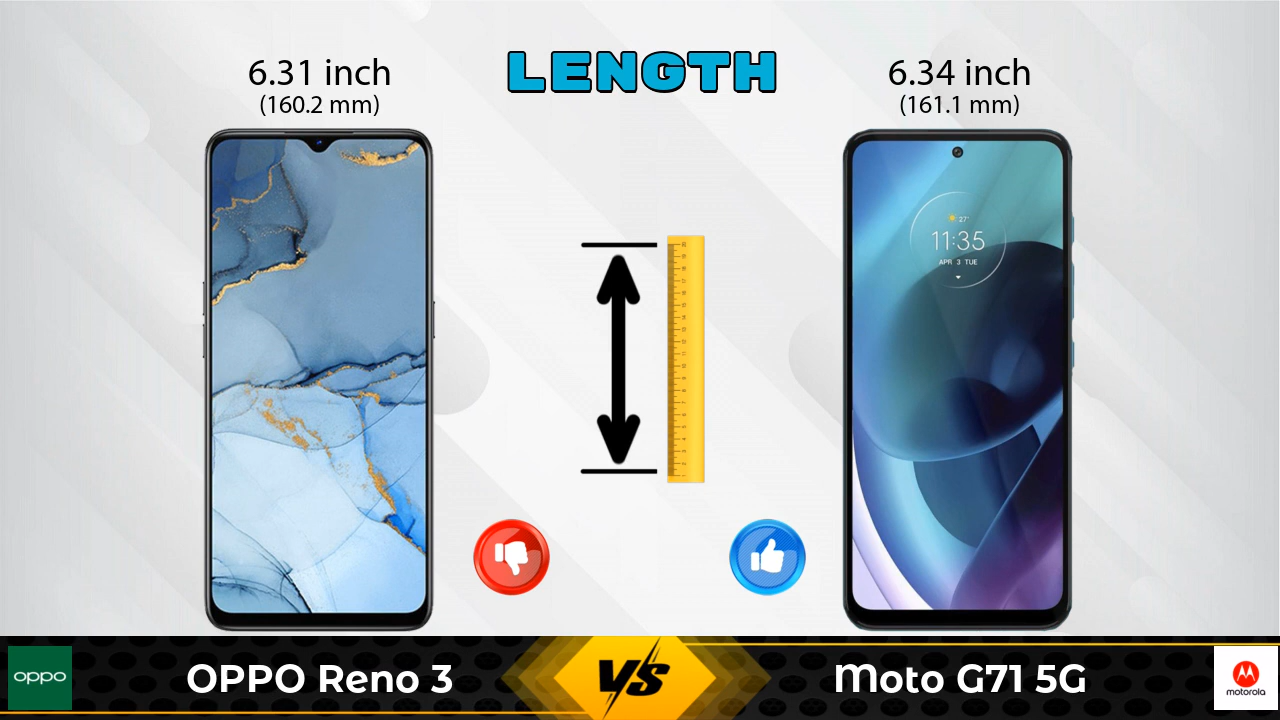 LENGTH
6.31 inch
(160.2 mm)
6.34 inch
(161.1 mm)
27°
11:35
APR 3 TUE
oppo
OPPO Reno 3
VS
Moto G71 5G
motorola